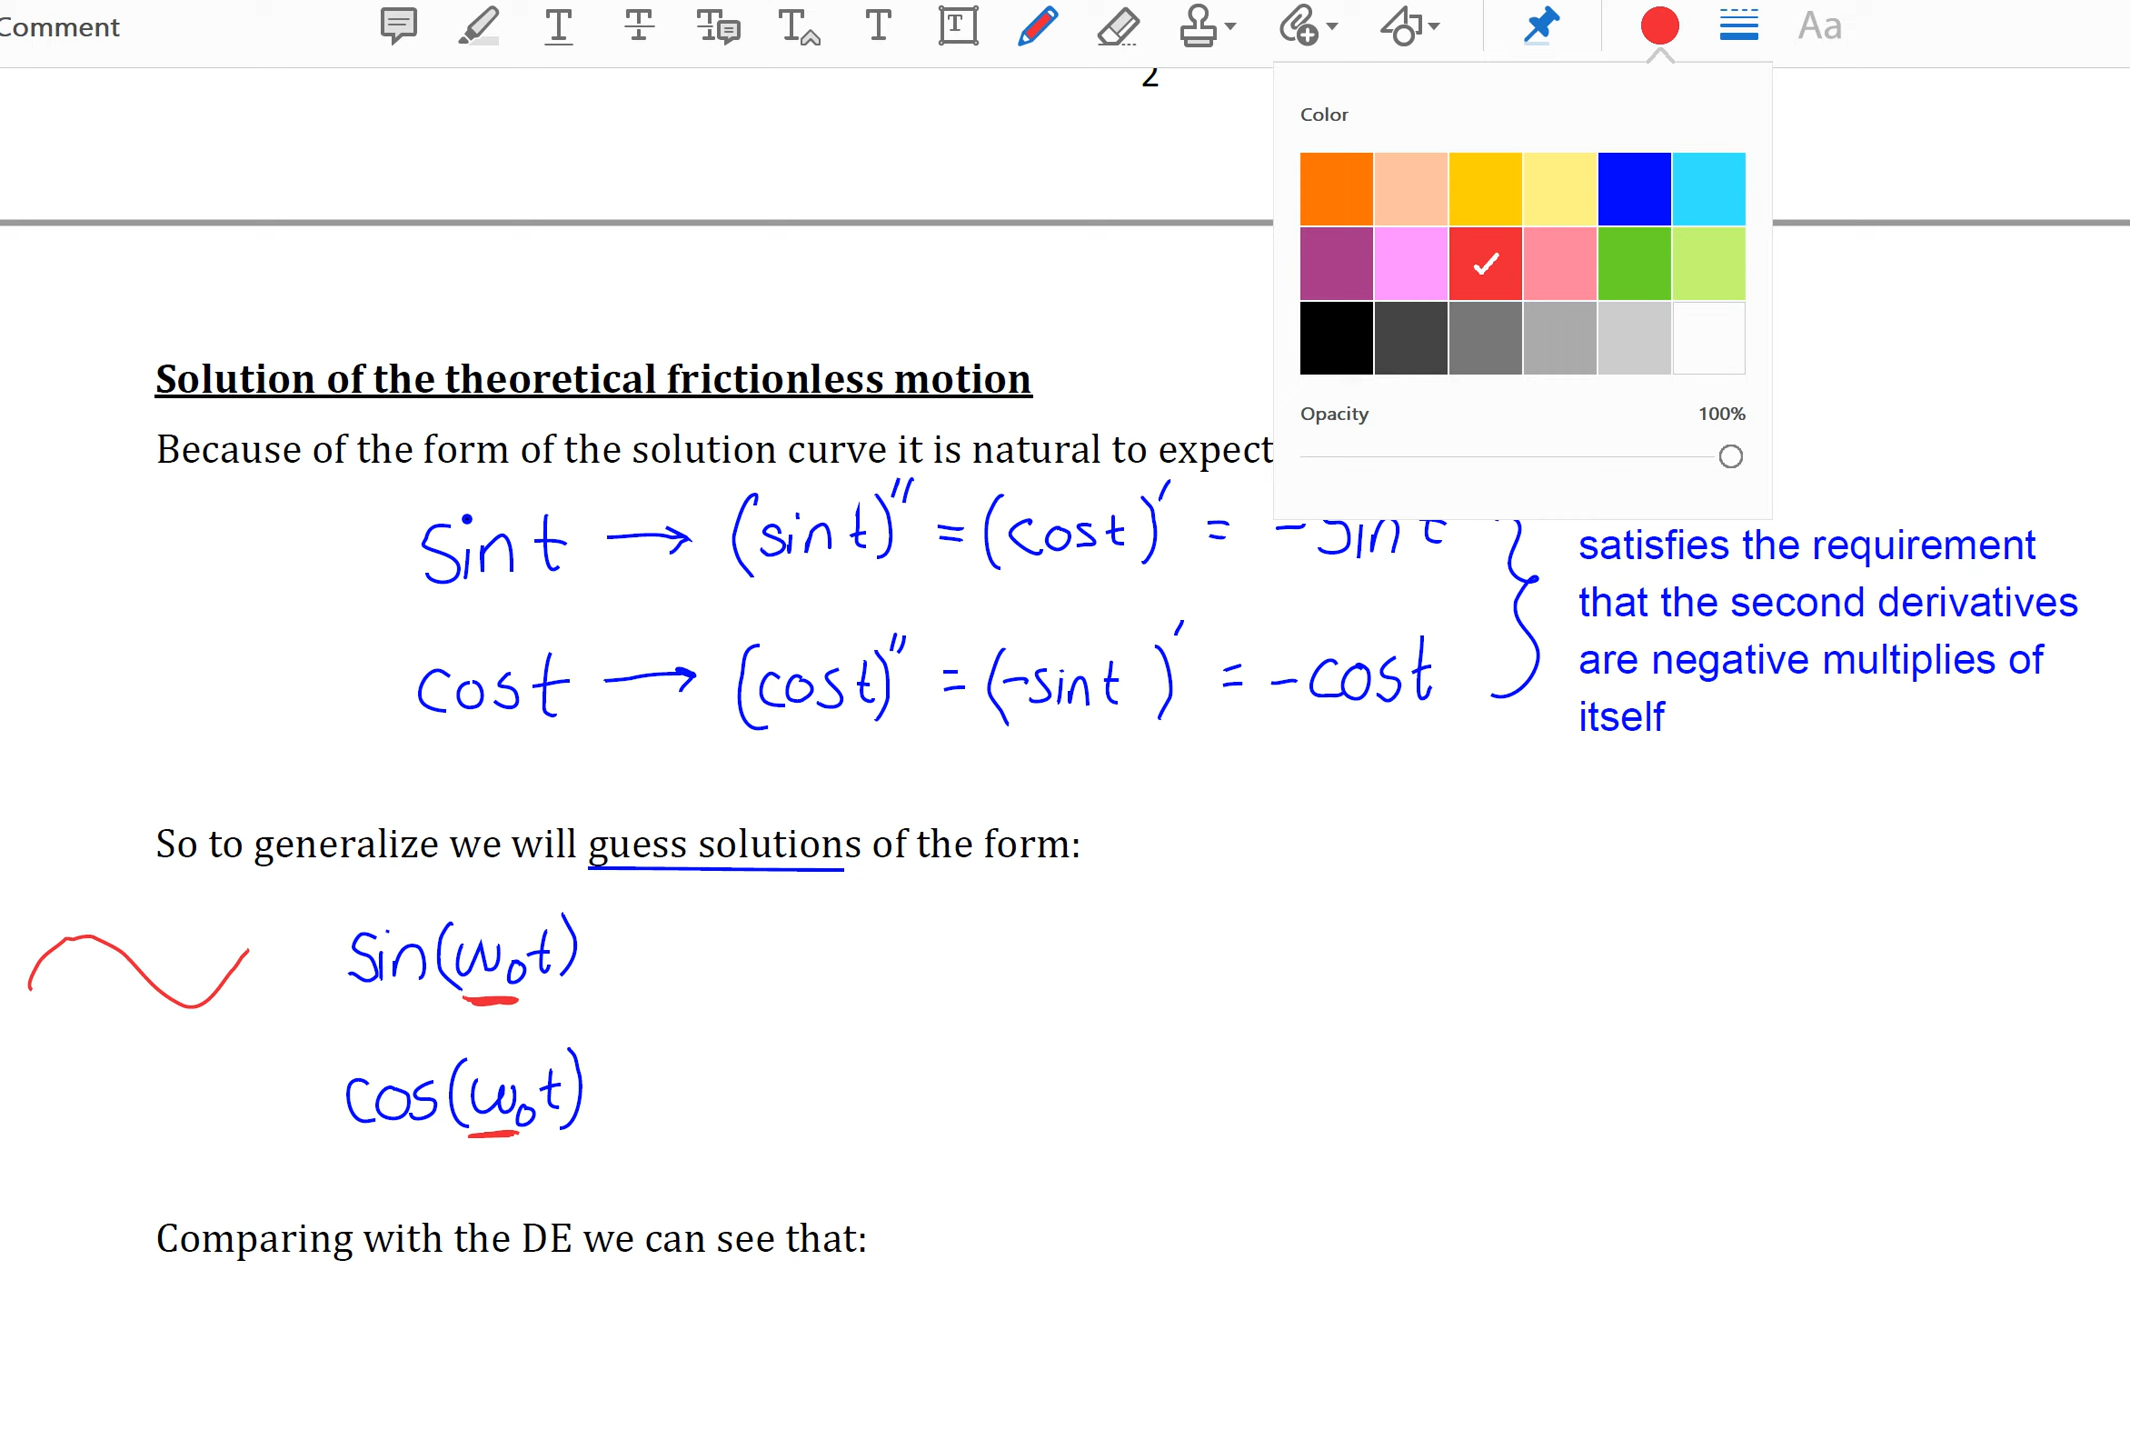 Comment
T T T T T T Aa
2
Color
Opacity 100%
Solution of the theoretical frictionless motion
Because of the form of the solution curve it is natural to expect
sin t → (sin t)'' = (cos t)' = - sin t
cos t → (cos t)'' = (-sin t )' = - cos t
satisfies the requirement
that the second derivatives
are negative multiplies of
itself
So to generalize we will guess solutions of the form:
sin(ω₀t)
cos(ω₀t)
Comparing with the DE we can see that: